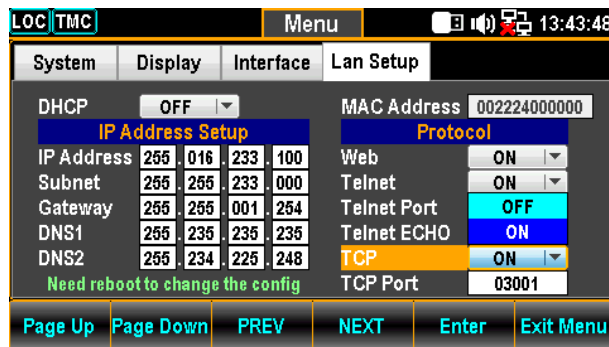 LOC TMC Menu 13:43:48
System Display Interface Lan Setup
DHCP OFF MAC Address 002224000000
IP Address Setup Protocol
IP Address 255 . 016 . 233 . 100 Web ON
Subnet 255 . 255 . 233 . 000 Telnet ON
Gateway 255 . 255 . 001 . 254 Telnet Port OFF
DNS1 255 . 235 . 235 . 235 Telnet ECHO ON
DNS2 255 . 234 . 225 . 248 TCP ON
Need reboot to change the config TCP Port 03001
Page Up Page Down PREV NEXT Enter Exit Menu